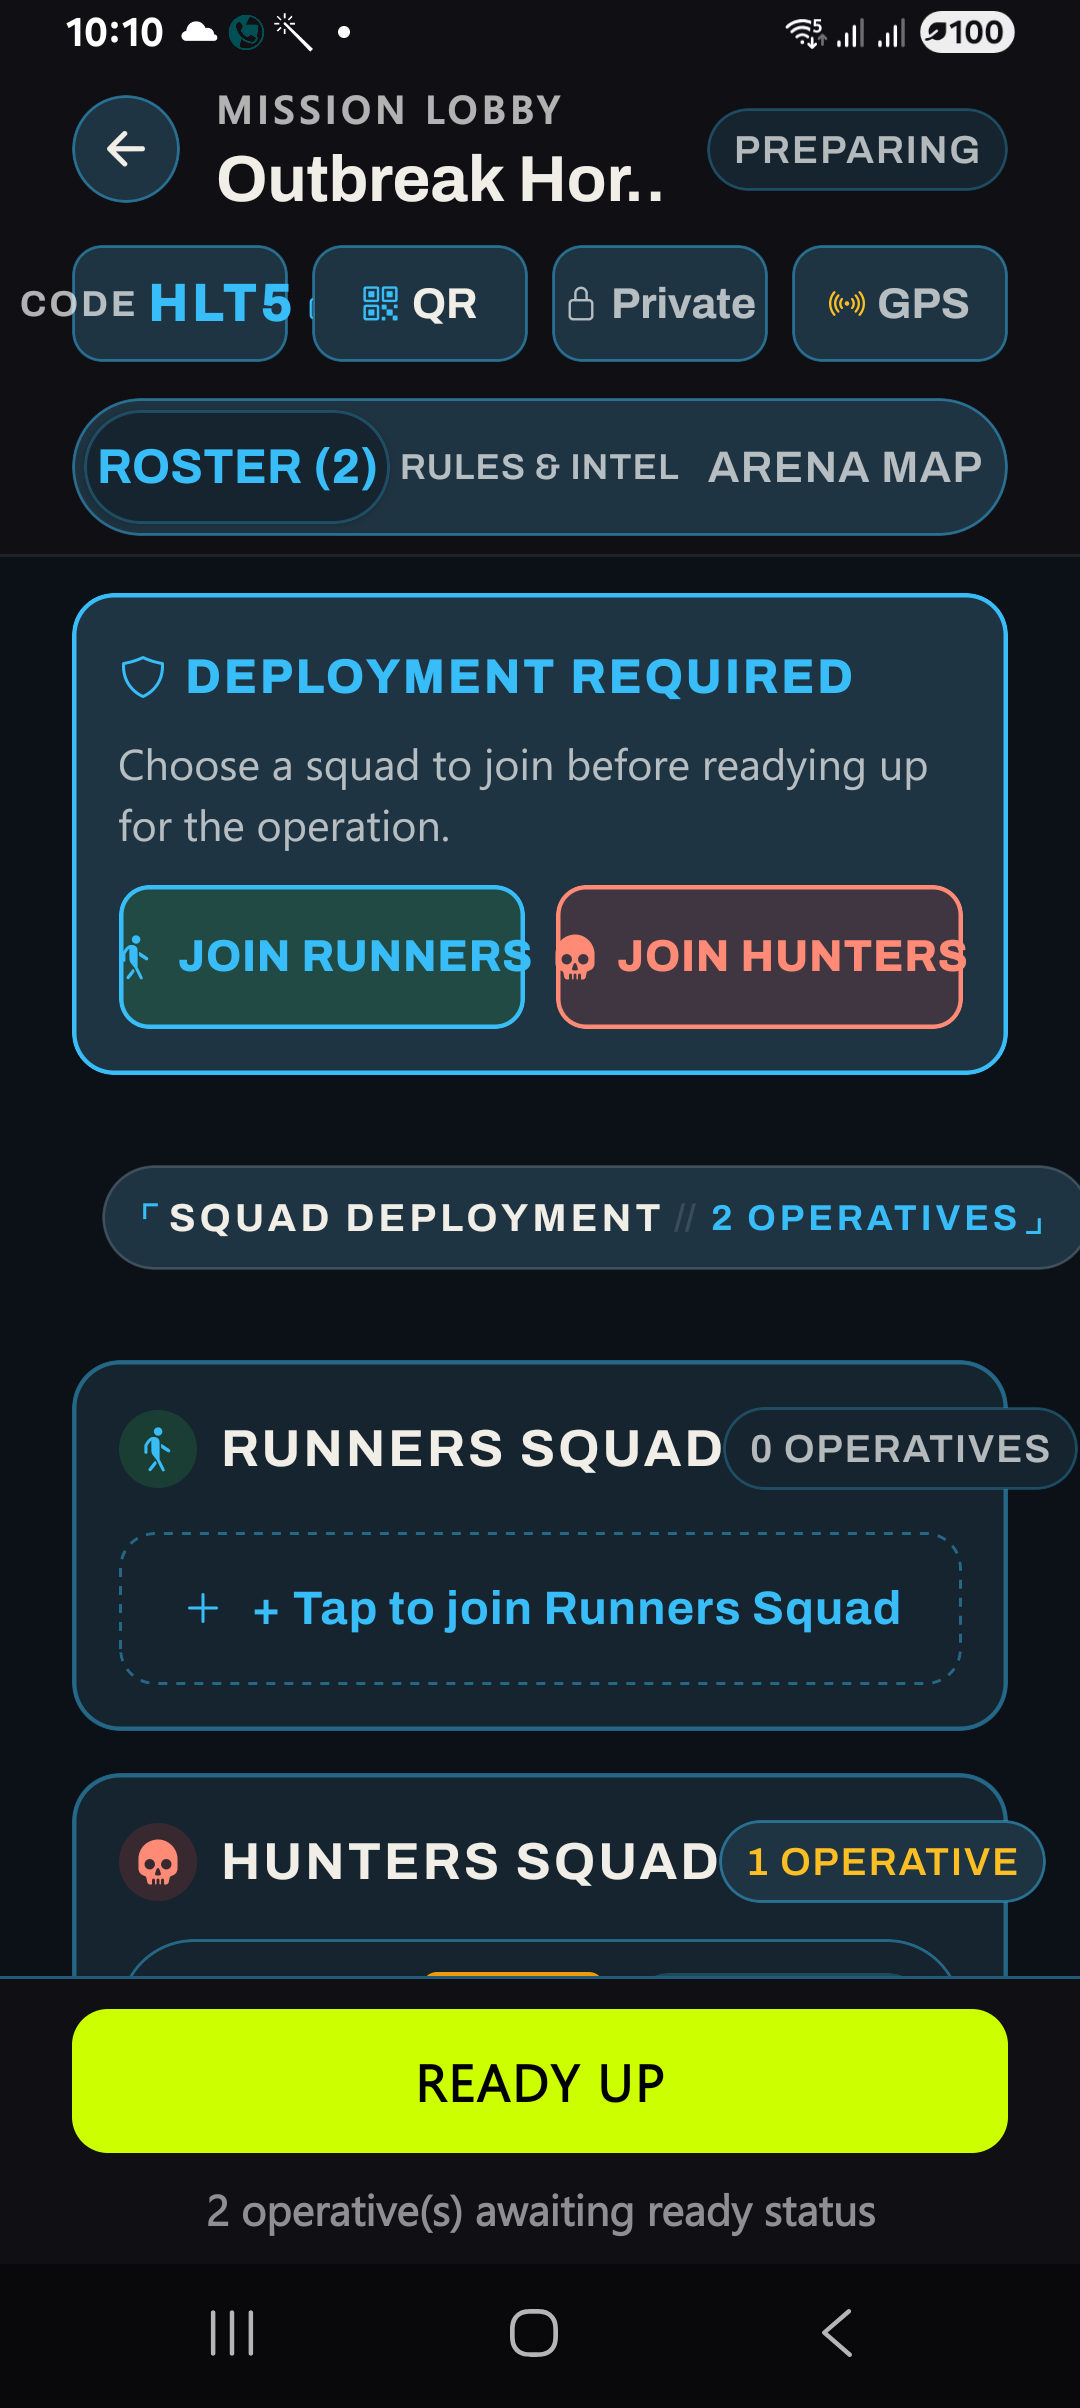 10:10
5
100
MISSION LOBBY
Outbreak Hor..
PREPARING
CODE HLT5
QR
Private
GPS
ROSTER (2)
RULES & INTEL
ARENA MAP
DEPLOYMENT REQUIRED
Choose a squad to join before readying up
for the operation.
JOIN RUNNERS
JOIN HUNTERS
SQUAD DEPLOYMENT // 2 OPERATIVES
RUNNERS SQUAD
0 OPERATIVES
+ Tap to join Runners Squad
HUNTERS SQUAD
1 OPERATIVE
READY UP
2 operative(s) awaiting ready status